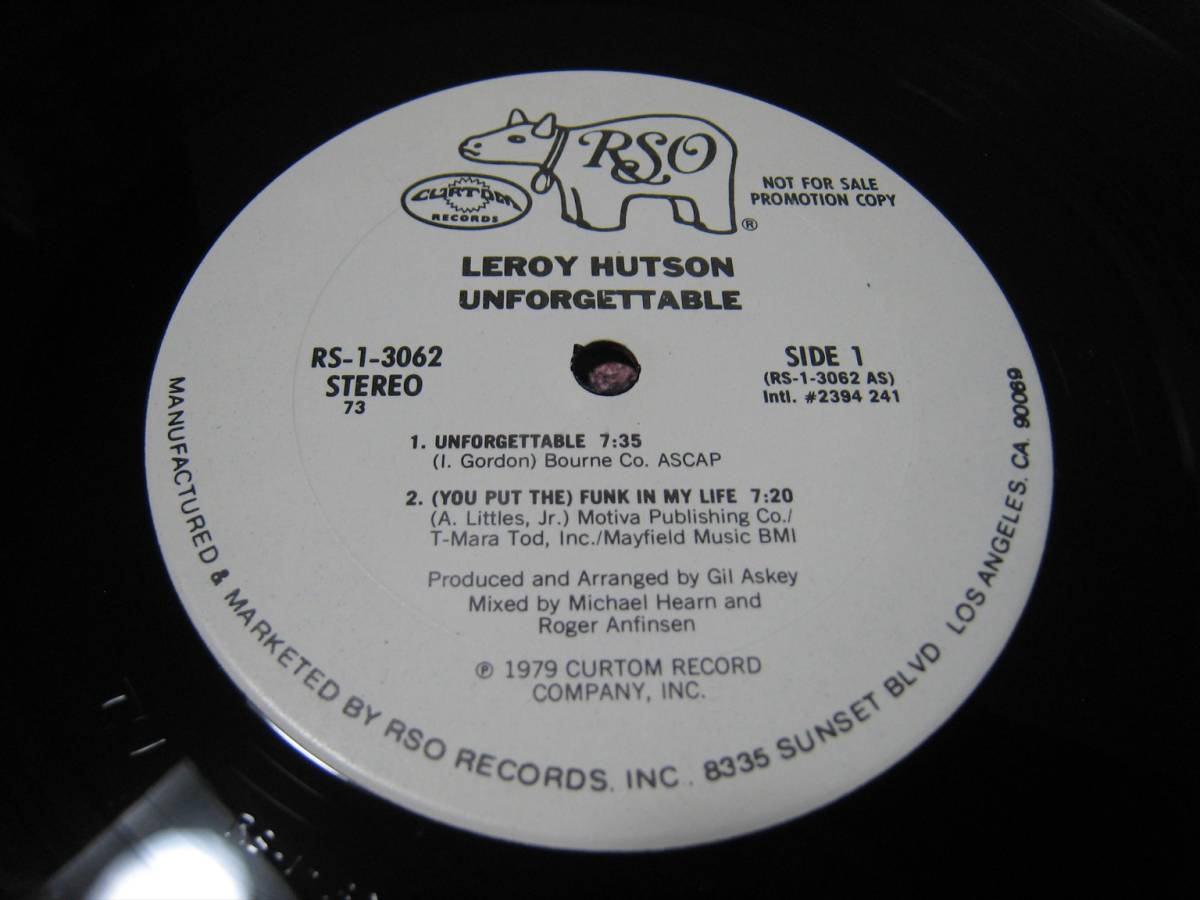 RSO
CURTOM
RECORDS
®
NOT FOR SALE
PROMOTION COPY
LEROY HUTSON
UNFORGETTABLE
RS-1-3062
STEREO
73
SIDE 1
(RS-1-3062 AS)
Intl. #2394 241
1. UNFORGETTABLE 7:35
(I. Gordon) Bourne Co. ASCAP
2. (YOU PUT THE) FUNK IN MY LIFE 7:20
(A. Littles, Jr.) Motiva Publishing Co./
T-Mara Tod, Inc./Mayfield Music BMI
Produced and Arranged by Gil Askey
Mixed by Michael Hearn and
Roger Anfinsen
℗ 1979 CURTOM RECORD
COMPANY, INC.
MANUFACTURED & MARKETED BY RSO RECORDS, INC. 8335 SUNSET BLVD. LOS ANGELES, CA. 90069